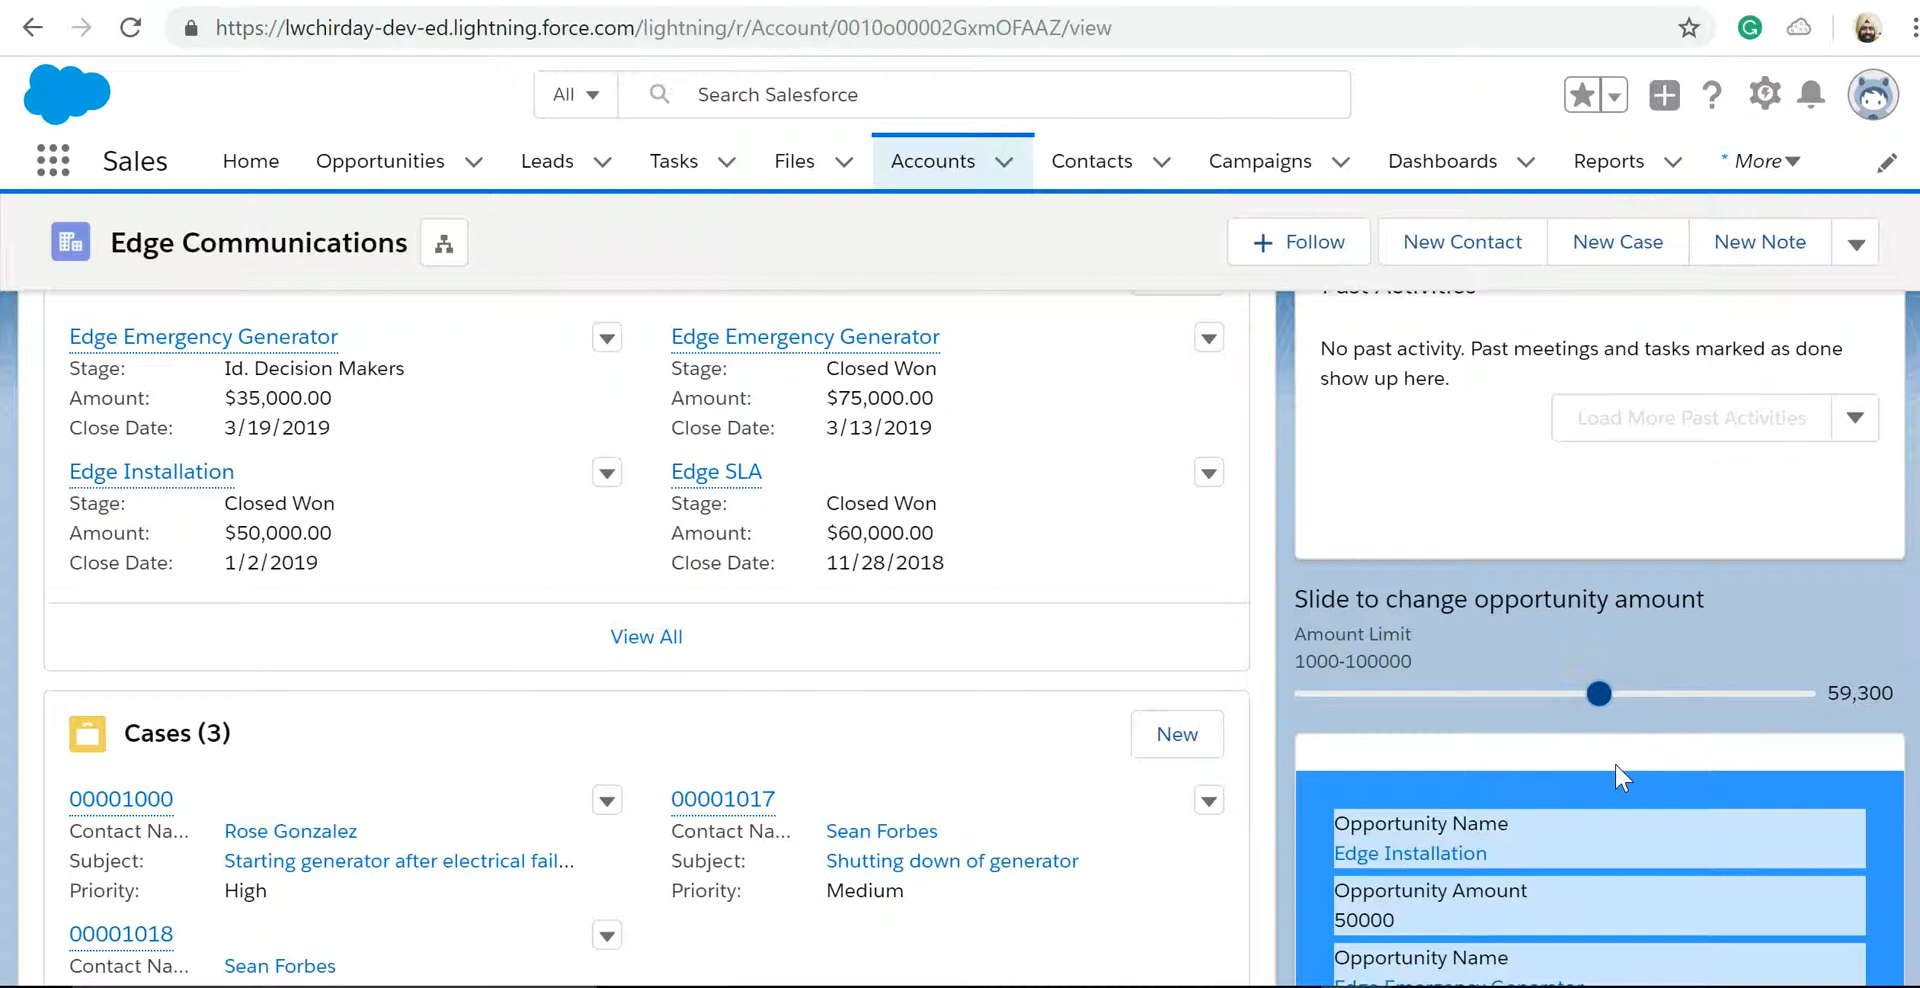 https://lwchirday-dev-ed.lightning.force.com/lightning/r/Account/0010o00002GxmOFAAZ/view
All
Search Salesforce
Sales
Home
Opportunities
Leads
Tasks
Files
Accounts
Contacts
Campaigns
Dashboards
Reports
* More
Edge Communications
Follow
New Contact
New Case
New Note
Edge Emergency Generator
Stage: Id. Decision Makers
Amount: $35,000.00
Close Date: 3/19/2019
Edge Emergency Generator
Stage: Closed Won
Amount: $75,000.00
Close Date: 3/13/2019
Edge Installation
Stage: Closed Won
Amount: $50,000.00
Close Date: 1/2/2019
Edge SLA
Stage: Closed Won
Amount: $60,000.00
Close Date: 11/28/2018
View All
Cases (3)
New
00001000
Contact Na... Rose Gonzalez
Subject: Starting generator after electrical fail...
Priority: High
00001017
Contact Na... Sean Forbes
Subject: Shutting down of generator
Priority: Medium
00001018
Contact Na... Sean Forbes
Past Activities
No past activity. Past meetings and tasks marked as done
show up here.
Load More Past Activities
Slide to change opportunity amount
Amount Limit
1000-100000
59,300
Opportunity Name
Edge Installation
Opportunity Amount
50000
Opportunity Name
Edge Emergency Generator